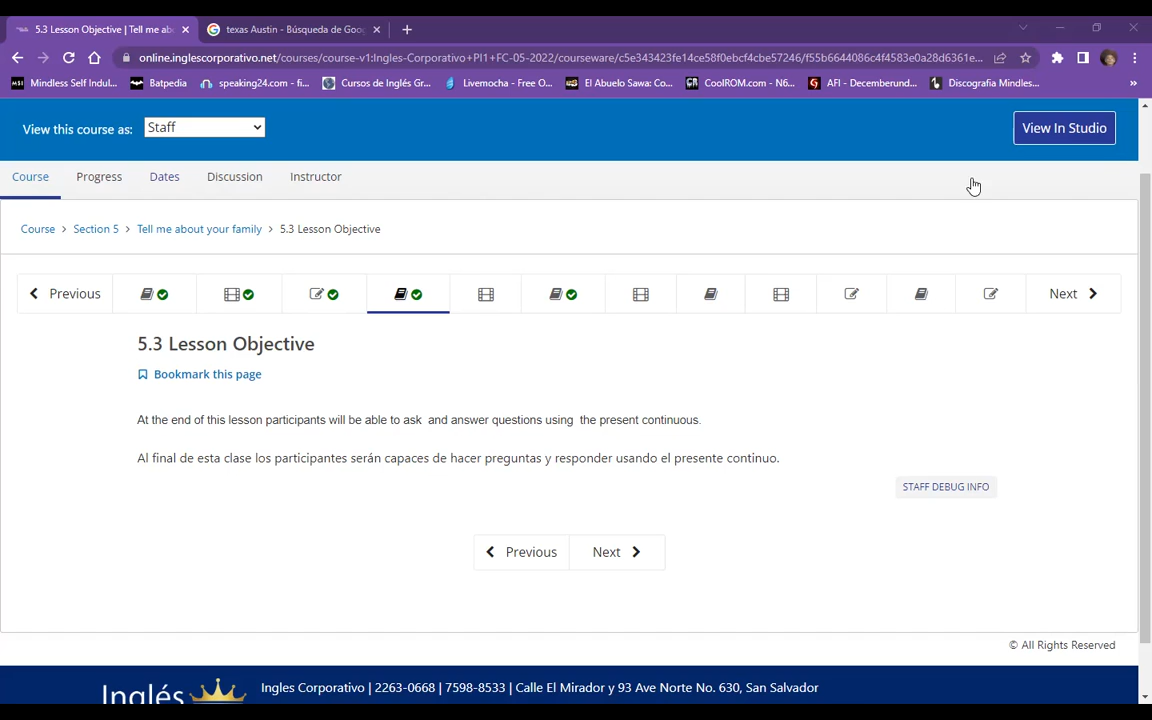 5.3 Lesson Objective | Tell me ab
texas Austin - Búsqueda de Goog
online.inglescorporativo.net/courses/course-v1:Ingles-Corporativo+PI1+FC-05-2022/courseware/c5e343423fe14ce58f0ebcf4cbe57246/f55b6644086c4f4583e0a28d6361e...
Mindless Self Indul...
Batpedia
speaking24.com - fi...
Cursos de Inglés Gr...
Livemocha - Free O...
El Abuelo Sawa: Co...
CoolROM.com - N6...
AFI - Decemberund...
Discografia Mindles...
View this course as:
Staff
View In Studio
Course
Progress
Dates
Discussion
Instructor
Course > Section 5 > Tell me about your family > 5.3 Lesson Objective
Previous
Next
5.3 Lesson Objective
Bookmark this page
At the end of this lesson participants will be able to ask and answer questions using the present continuous.
Al final de esta clase los participantes serán capaces de hacer preguntas y responder usando el presente continuo.
STAFF DEBUG INFO
Previous
Next
© All Rights Reserved
Inglés
Ingles Corporativo | 2263-0668 | 7598-8533 | Calle El Mirador y 93 Ave Norte No. 630, San Salvador